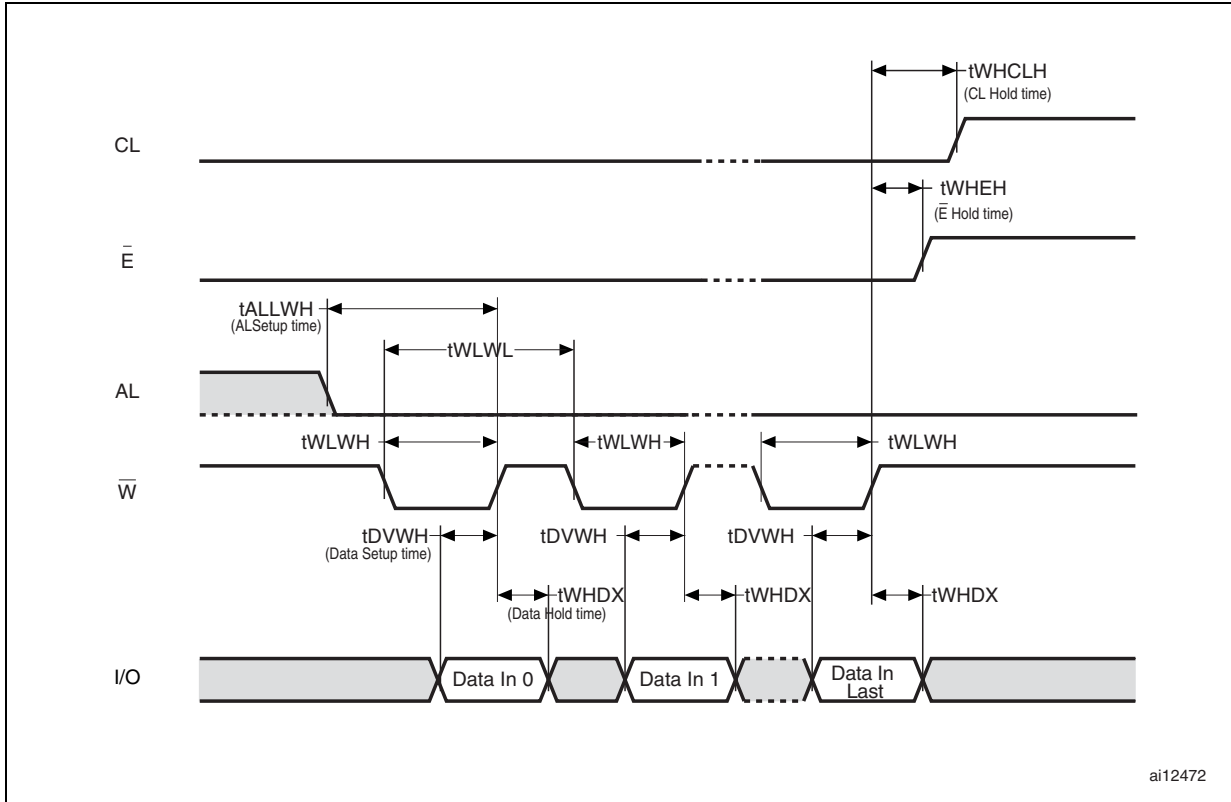 tWHCLH
(CL Hold time)
CL
tWHEH
(E̅ Hold time)
E̅
tALLWH
(ALSetup time)
tWLWL
AL
tWLWH
tWLWH
tWLWH
W̅
tDVWH
(Data Setup time)
tDVWH
tDVWH
tWHDX
(Data Hold time)
tWHDX
tWHDX
I/O
Data In 0
Data In 1
Data In
Last
ai12472